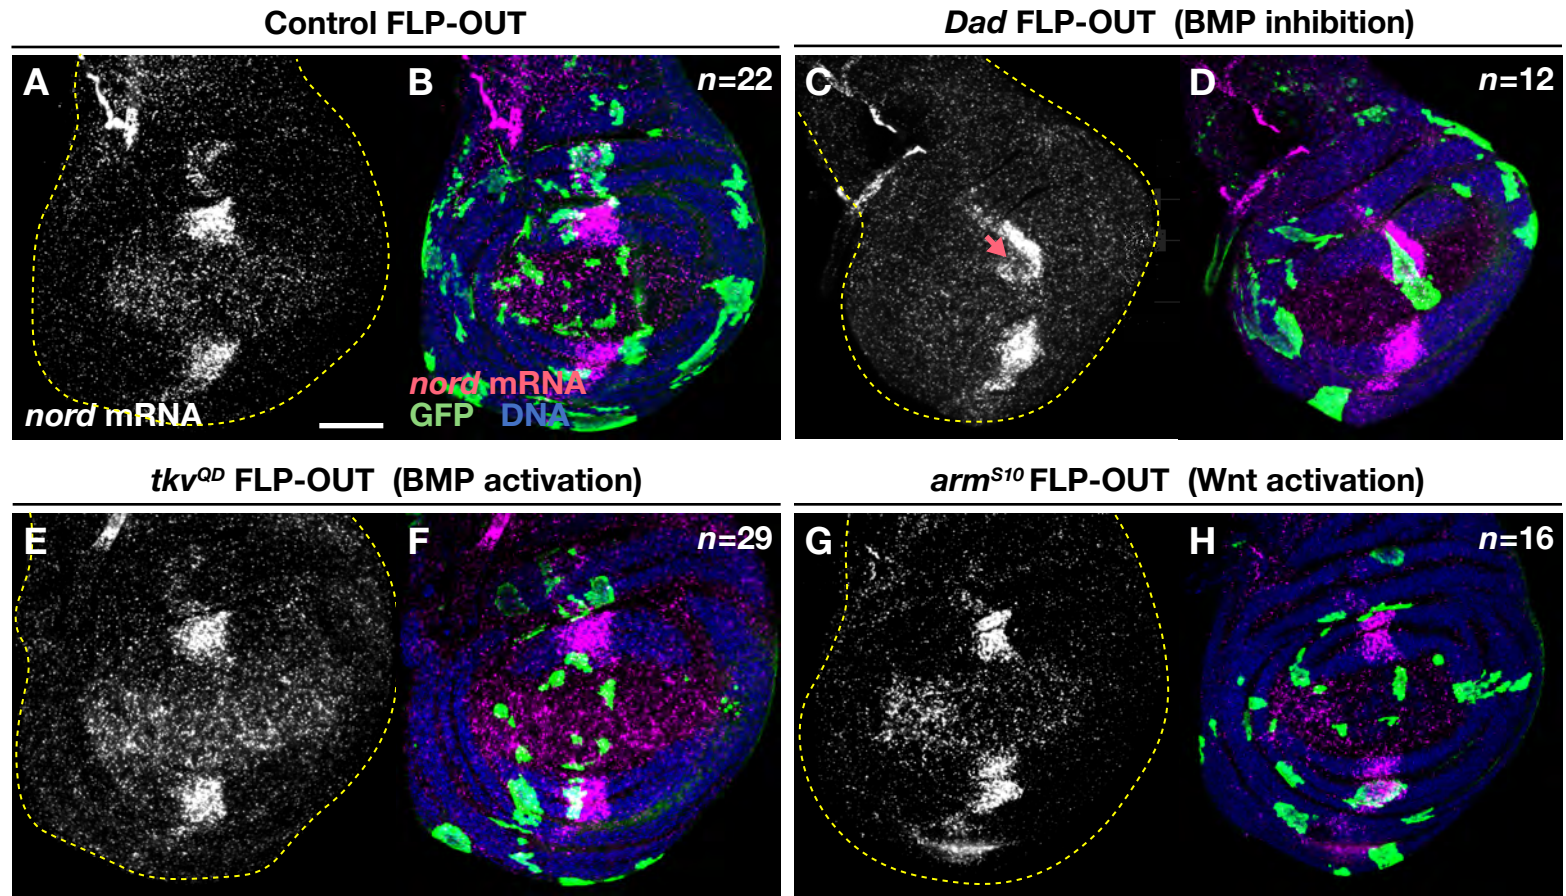 Control FLP-OUT
Dad FLP-OUT (BMP inhibition)
A
B
n=22
C
D
n=12
nord mRNA
nord mRNA
GFP DNA
tkvQD FLP-OUT (BMP activation)
armS10 FLP-OUT (Wnt activation)
E
F
n=29
G
H
n=16